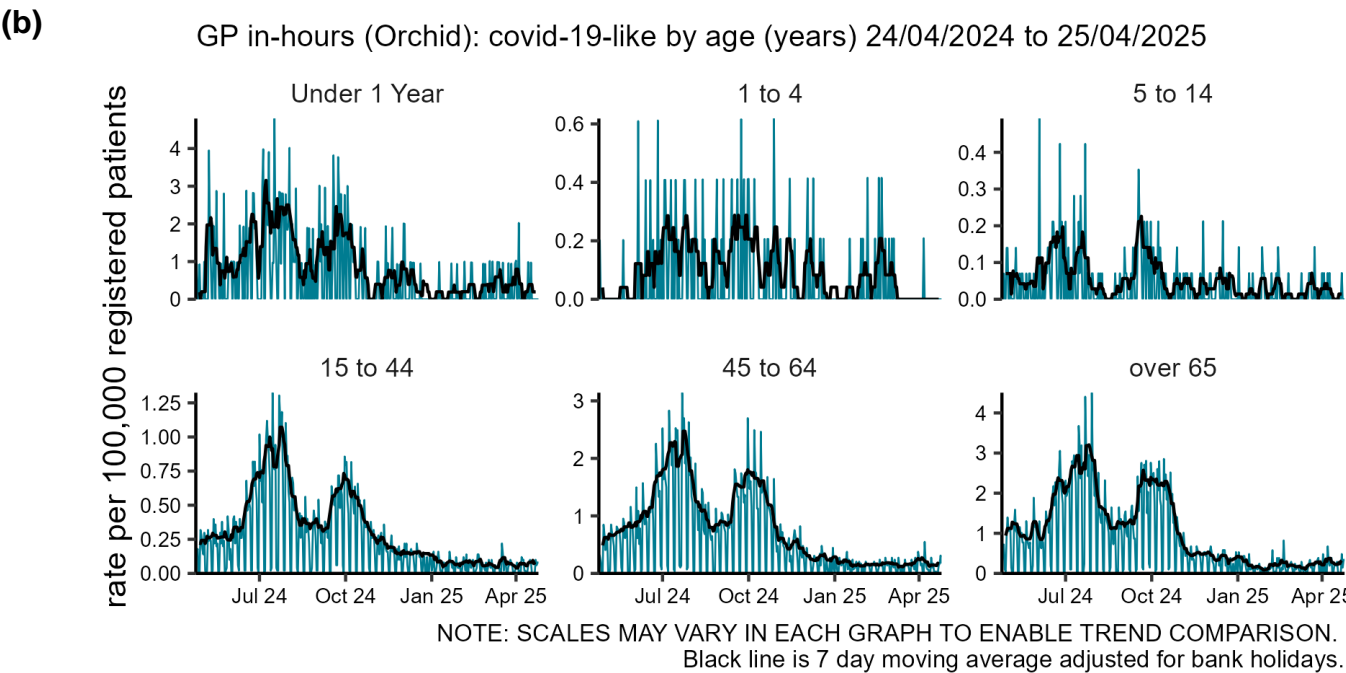 (b)
GP in-hours (Orchid): covid-19-like by age (years) 24/04/2024 to 25/04/2025
rate per 100,000 registered patients
Under 1 Year
4
3
2
1
0
1 to 4
0.6
0.4
0.2
0.0
5 to 14
0.4
0.3
0.2
0.1
0.0
15 to 44
1.25
1.00
0.75
0.50
0.25
0.00
Jul 24 Oct 24 Jan 25 Apr 25
45 to 64
3
2
1
0
Jul 24 Oct 24 Jan 25 Apr 25
over 65
4
3
2
1
0
Jul 24 Oct 24 Jan 25 Apr 25
NOTE: SCALES MAY VARY IN EACH GRAPH TO ENABLE TREND COMPARISON.
Black line is 7 day moving average adjusted for bank holidays.